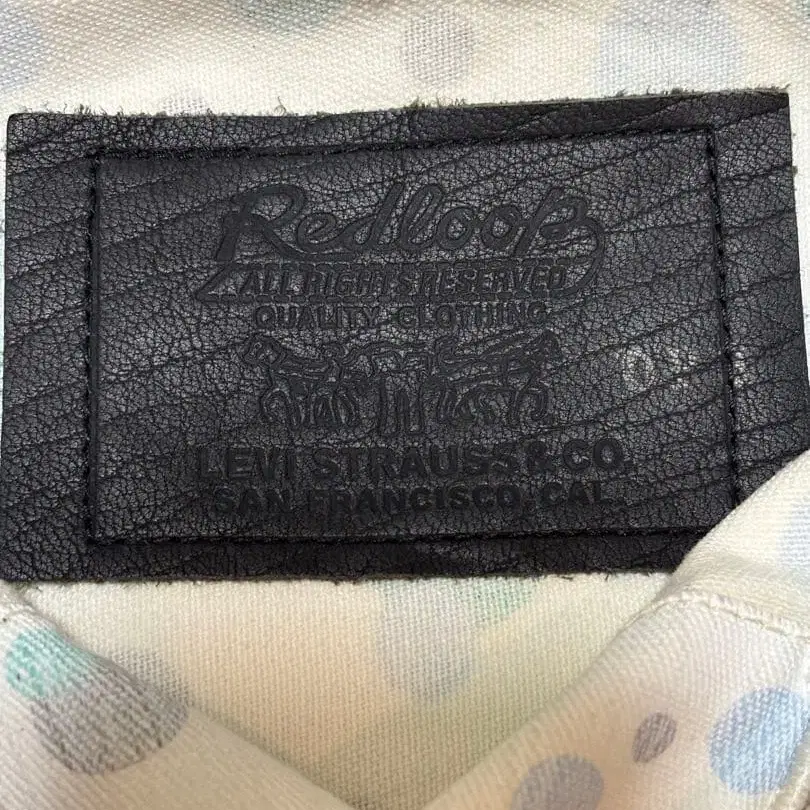 Redloop
ALL RIGHTS RESERVED
QUALITY CLOTHING
LEVI STRAUSS & CO.
SAN FRANCISCO, CAL.